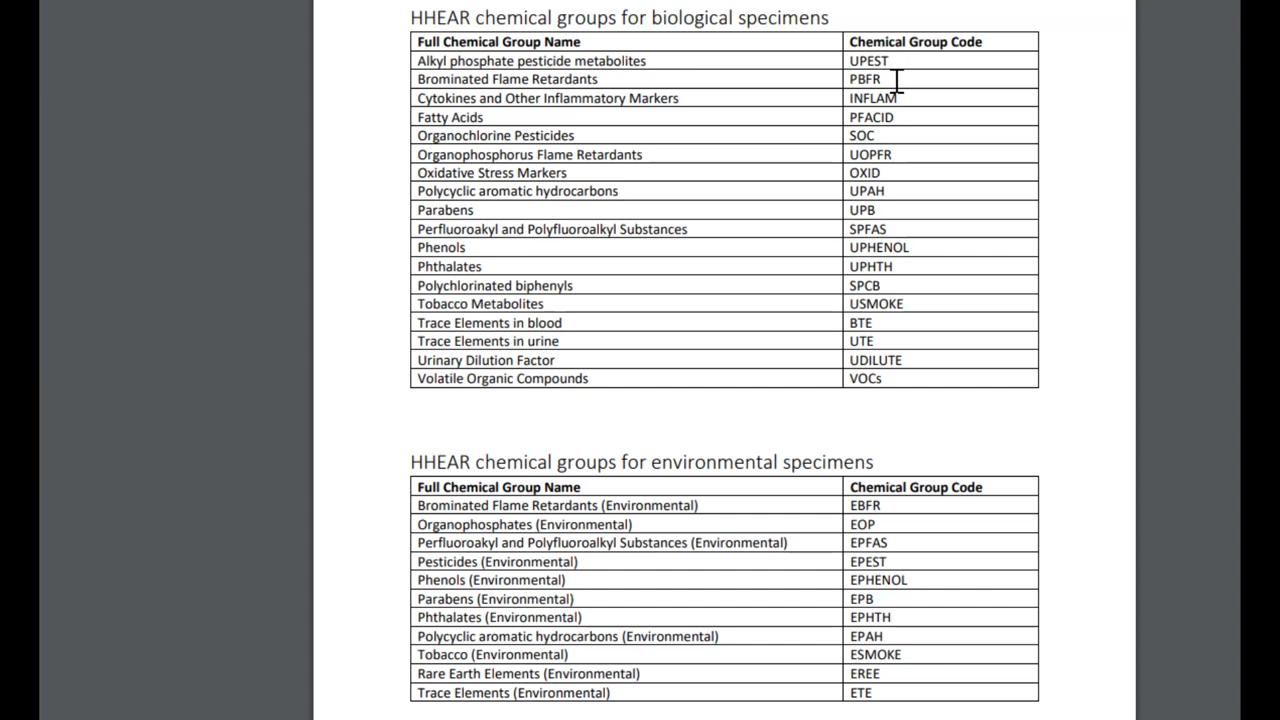 HHEAR chemical groups for biological specimens
Full Chemical Group Name Chemical Group Code
Alkyl phosphate pesticide metabolites UPEST
Brominated Flame Retardants PBFR
Cytokines and Other Inflammatory Markers INFLAM
Fatty Acids PFACID
Organochlorine Pesticides SOC
Organophosphorus Flame Retardants UOPFR
Oxidative Stress Markers OXID
Polycyclic aromatic hydrocarbons UPAH
Parabens UPB
Perfluoroakyl and Polyfluoroalkyl Substances SPFAS
Phenols UPHENOL
Phthalates UPHTH
Polychlorinated biphenyls SPCB
Tobacco Metabolites USMOKE
Trace Elements in blood BTE
Trace Elements in urine UTE
Urinary Dilution Factor UDILUTE
Volatile Organic Compounds VOCs
HHEAR chemical groups for environmental specimens
Full Chemical Group Name Chemical Group Code
Brominated Flame Retardants (Environmental) EBFR
Organophosphates (Environmental) EOP
Perfluoroakyl and Polyfluoroalkyl Substances (Environmental) EPFAS
Pesticides (Environmental) EPEST
Phenols (Environmental) EPHENOL
Parabens (Environmental) EPB
Phthalates (Environmental) EPHTH
Polycyclic aromatic hydrocarbons (Environmental) EPAH
Tobacco (Environmental) ESMOKE
Rare Earth Elements (Environmental) EREE
Trace Elements (Environmental) ETE